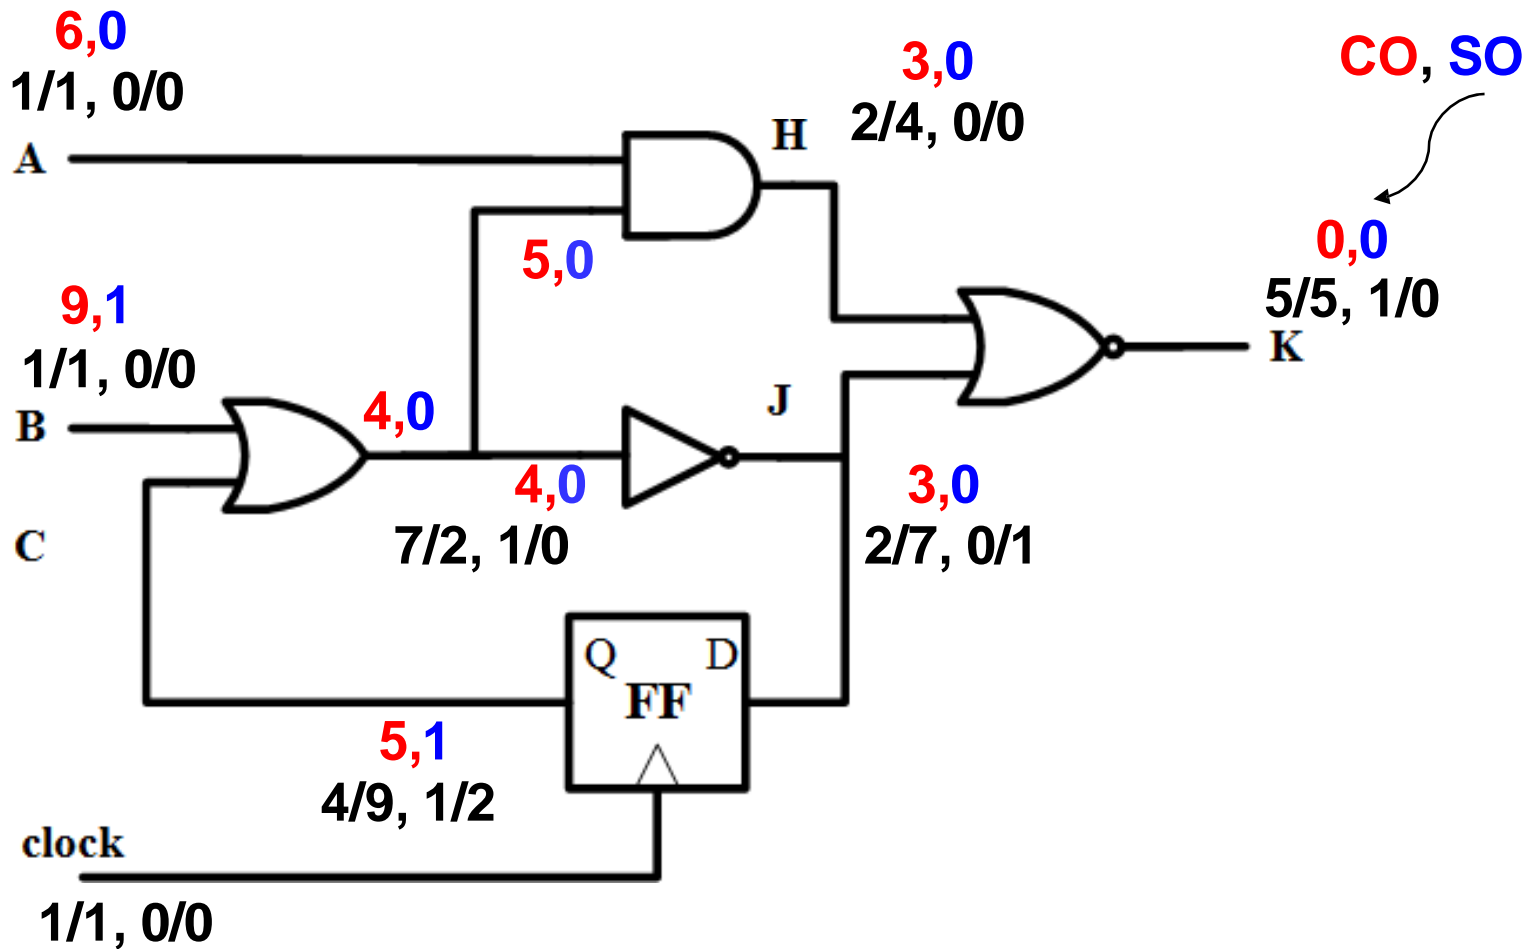 6,0
1/1, 0/0
A
H
3,0
2/4, 0/0
CO, SO
0,0
5/5, 1/0
K
5,0
9,1
1/1, 0/0
B
4,0
J
4,0
7/2, 1/0
3,0
2/7, 0/1
C
Q D
FF
5,1
4/9, 1/2
clock
1/1, 0/0